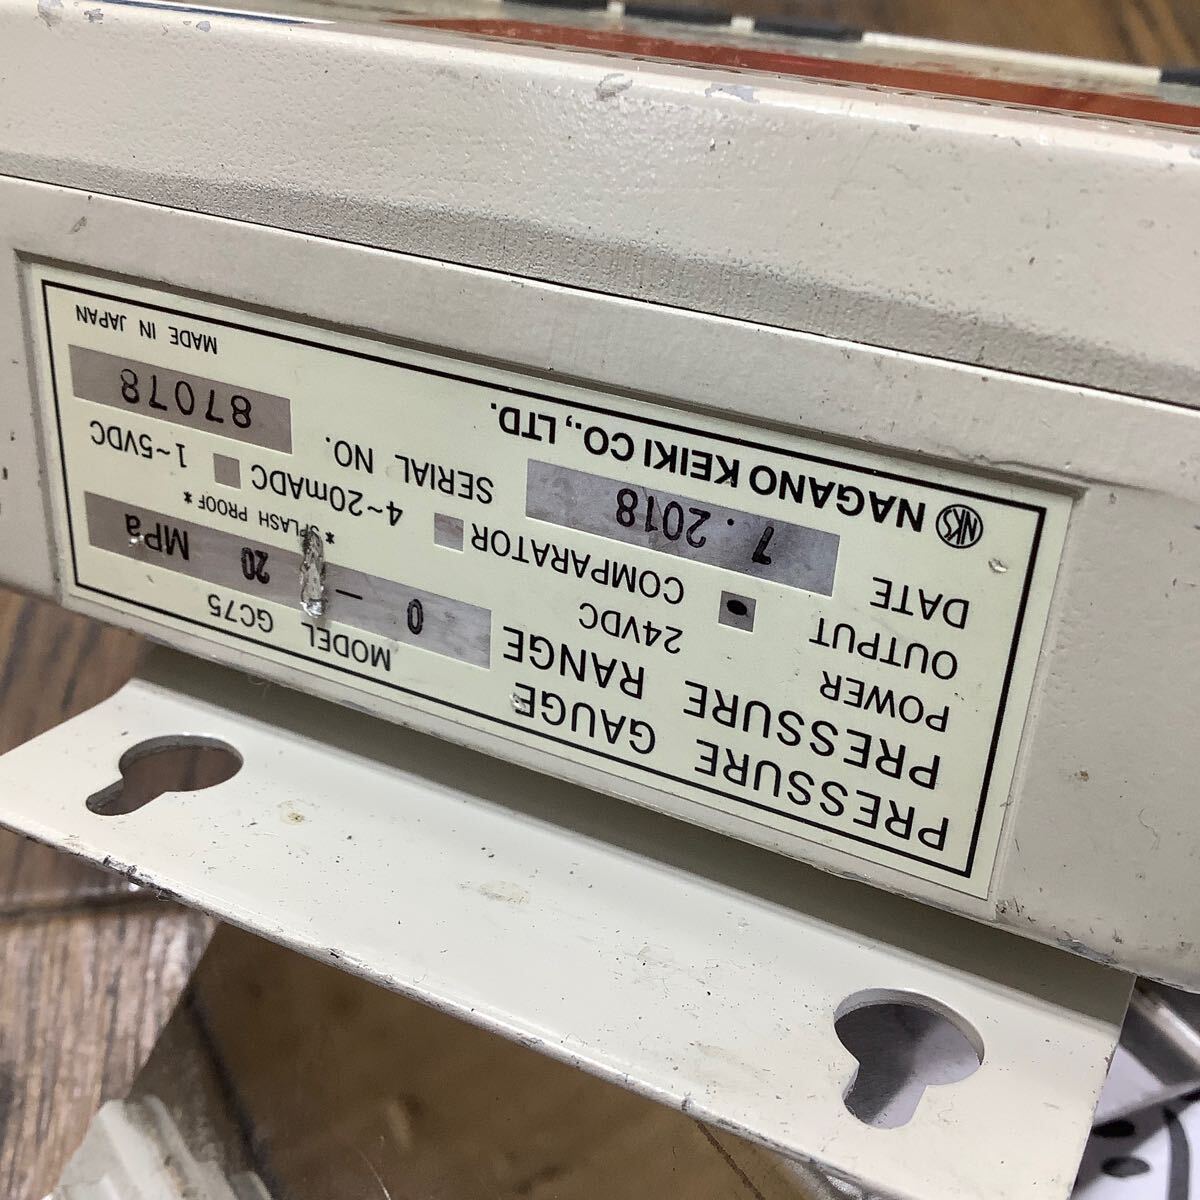 PRESSURE GAUGE MODEL GC75
PRESSURE RANGE 0 - 20 MPa
POWER 24VDC *SPLASH PROOF*
OUTPUT COMPARATOR 4~20mADC 1~5VDC
DATE 7. 2018 SERIAL NO. 87078
NKS NAGANO KEIKI CO., LTD. MADE IN JAPAN